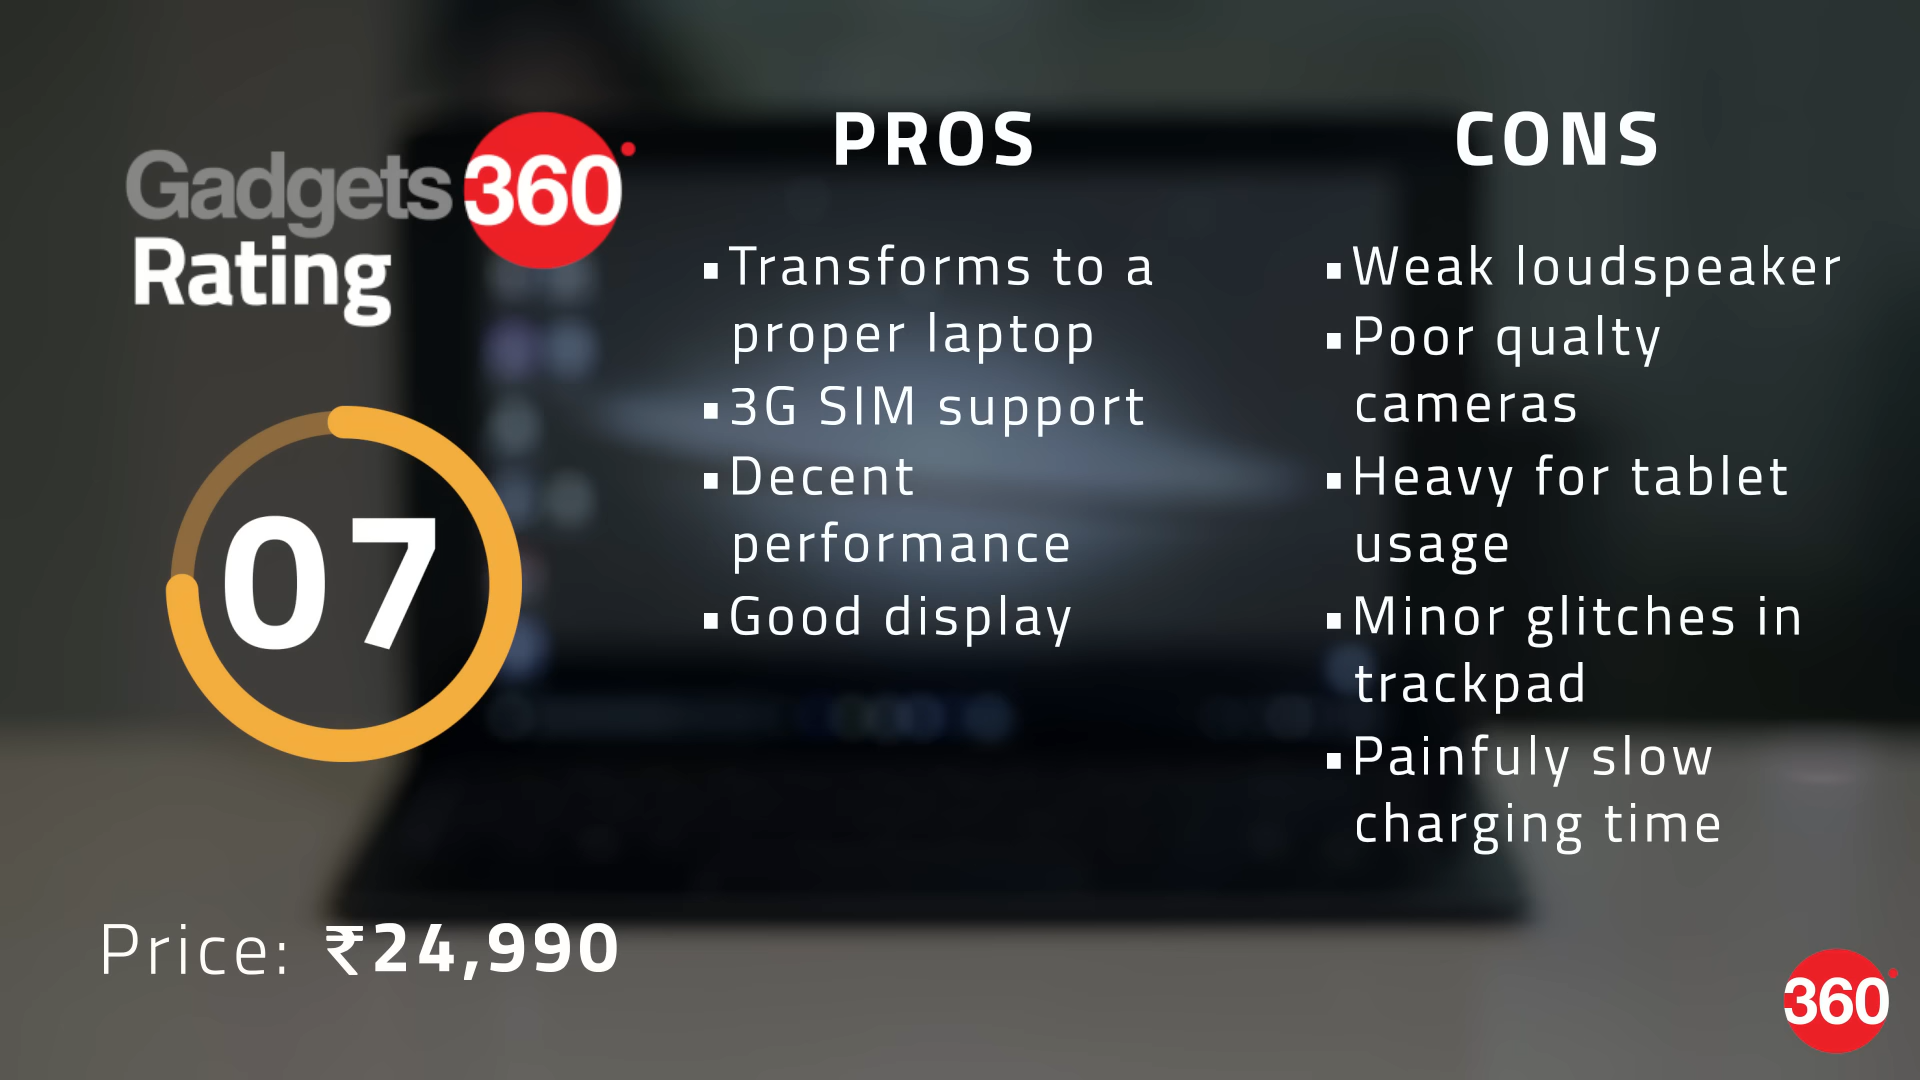 Gadgets 360
Rating
07
Price: ₹24,990
PROS
▪Transforms to a
proper laptop
▪3G SIM support
▪Decent
performance
▪Good display
CONS
▪Weak loudspeaker
▪Poor qualty
cameras
▪Heavy for tablet
usage
▪Minor glitches in
trackpad
▪Painfuly slow
charging time
360